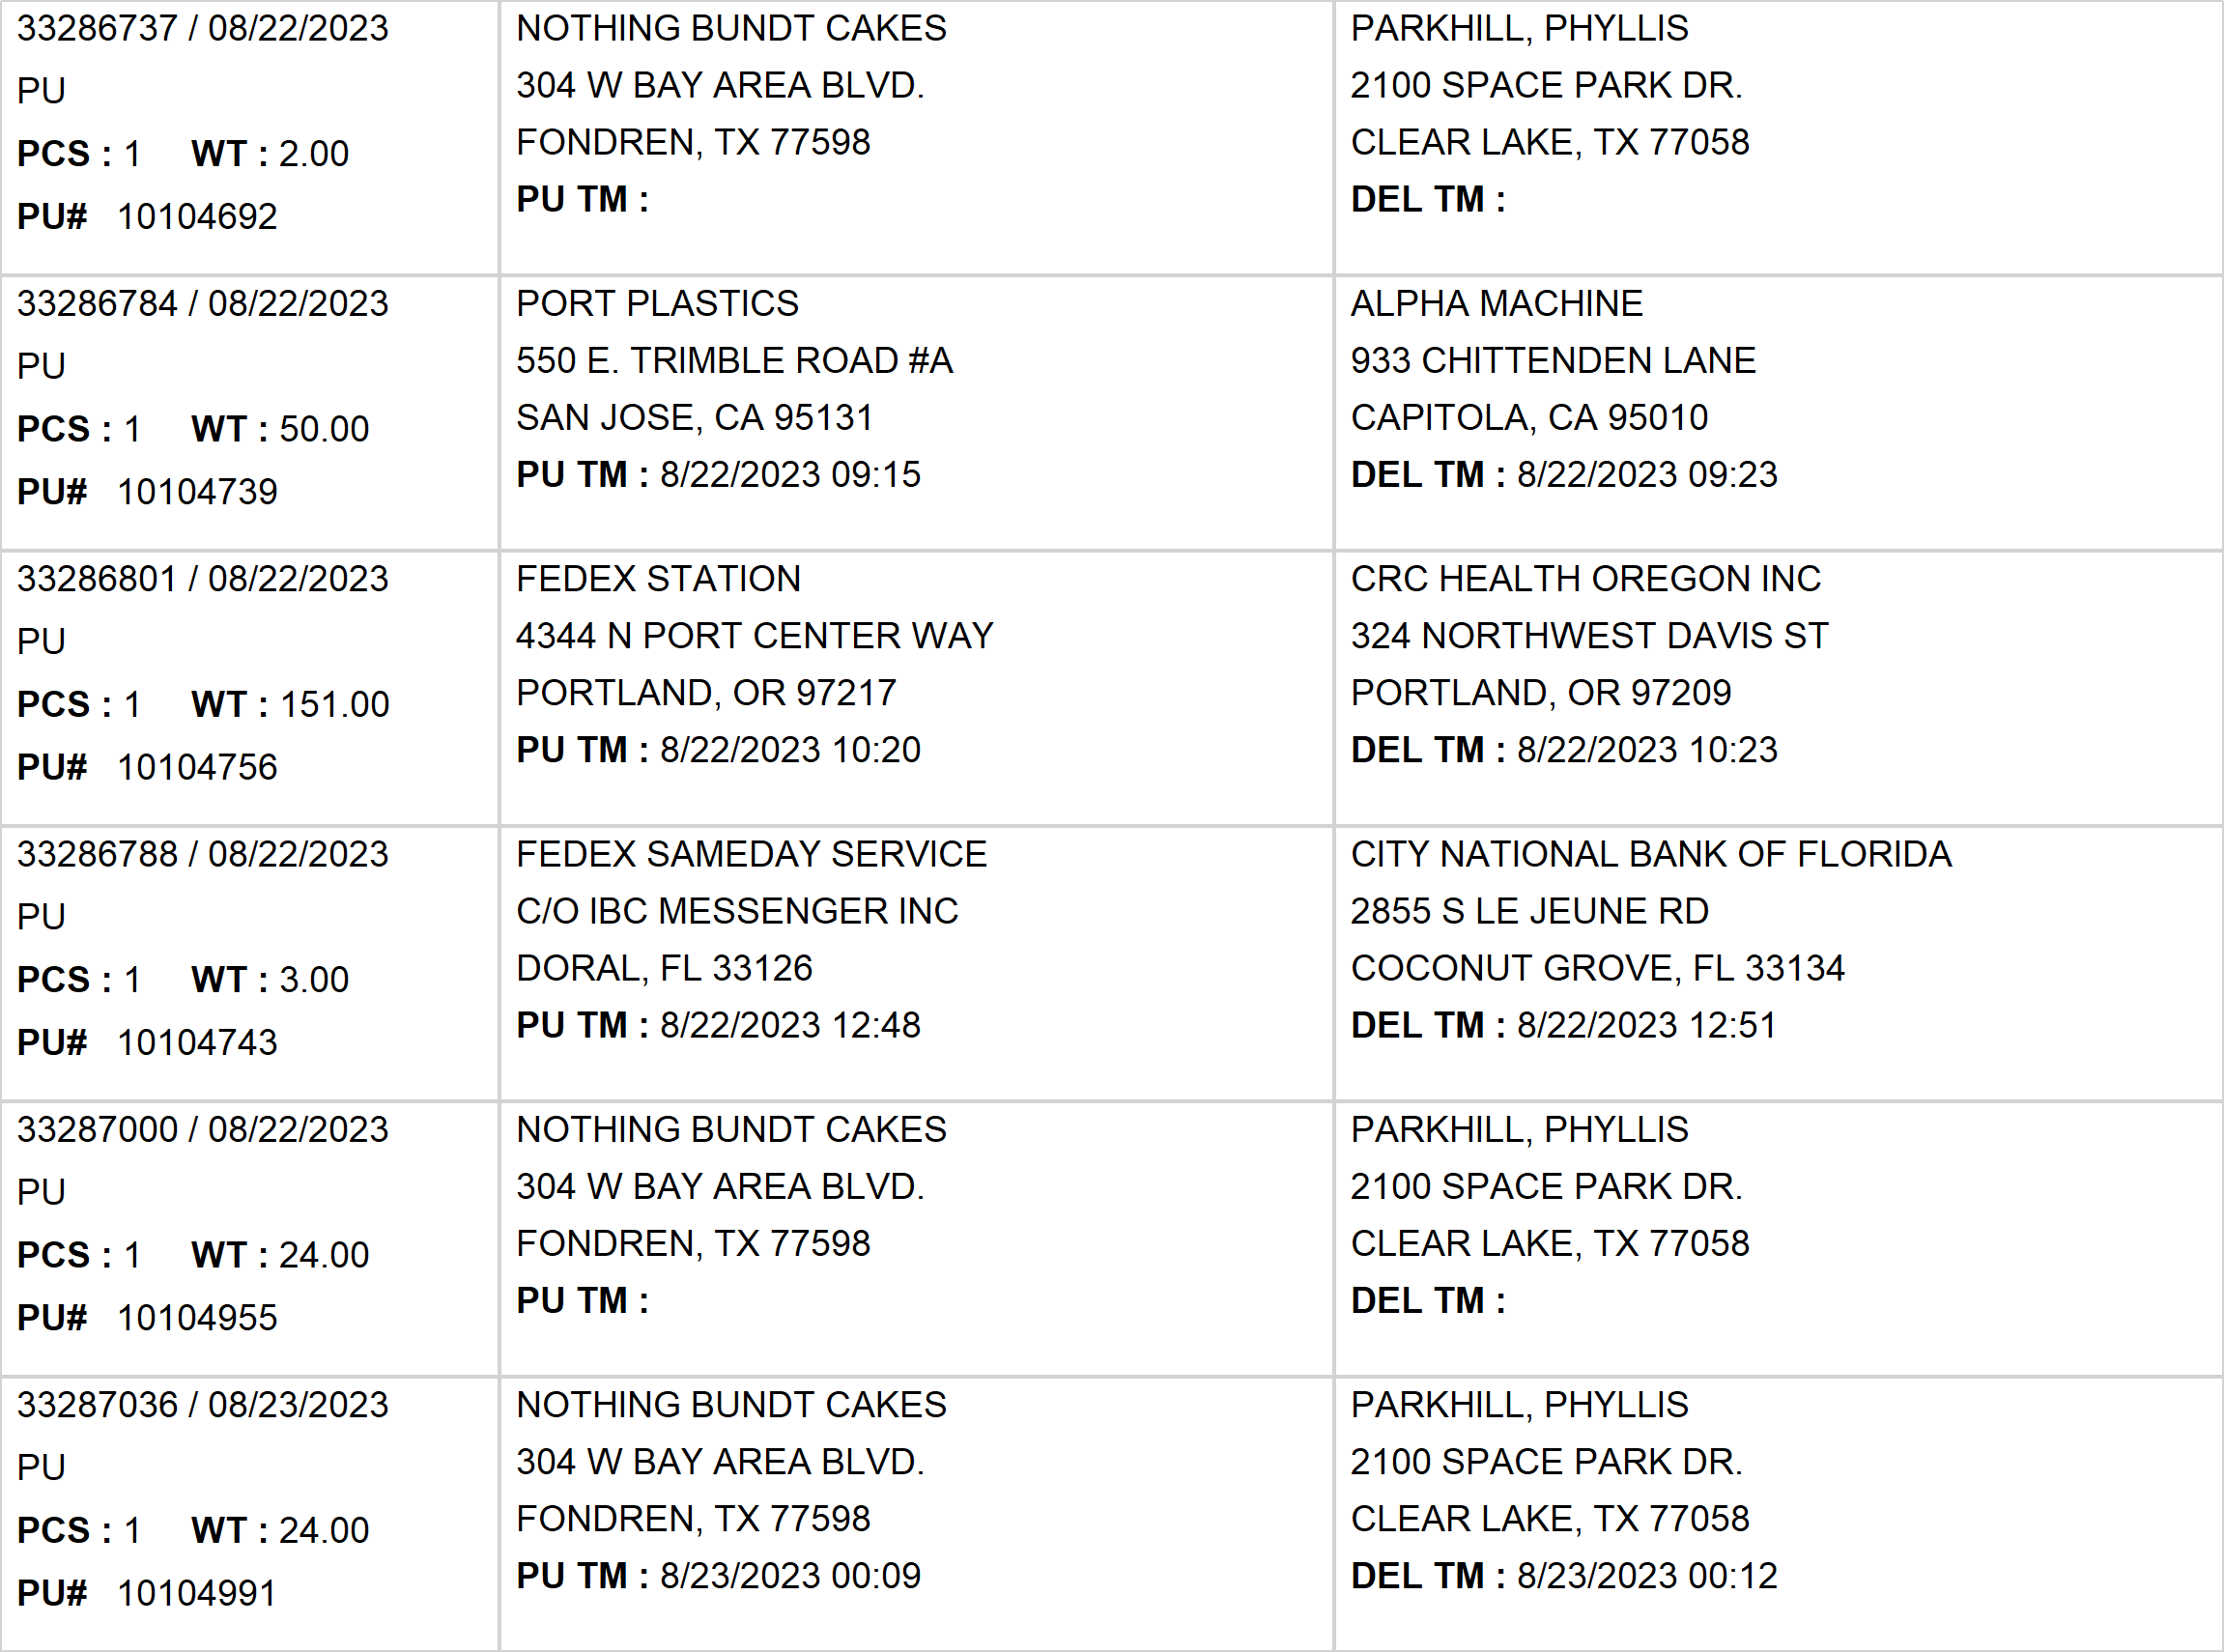 33286737 / 08/22/2023
PU
PCS : 1 WT : 2.00
PU# 10104692
NOTHING BUNDT CAKES
304 W BAY AREA BLVD.
FONDREN, TX 77598
PU TM :
PARKHILL, PHYLLIS
2100 SPACE PARK DR.
CLEAR LAKE, TX 77058
DEL TM :
33286784 / 08/22/2023
PU
PCS : 1 WT : 50.00
PU# 10104739
PORT PLASTICS
550 E. TRIMBLE ROAD #A
SAN JOSE, CA 95131
PU TM : 8/22/2023 09:15
ALPHA MACHINE
933 CHITTENDEN LANE
CAPITOLA, CA 95010
DEL TM : 8/22/2023 09:23
33286801 / 08/22/2023
PU
PCS : 1 WT : 151.00
PU# 10104756
FEDEX STATION
4344 N PORT CENTER WAY
PORTLAND, OR 97217
PU TM : 8/22/2023 10:20
CRC HEALTH OREGON INC
324 NORTHWEST DAVIS ST
PORTLAND, OR 97209
DEL TM : 8/22/2023 10:23
33286788 / 08/22/2023
PU
PCS : 1 WT : 3.00
PU# 10104743
FEDEX SAMEDAY SERVICE
C/O IBC MESSENGER INC
DORAL, FL 33126
PU TM : 8/22/2023 12:48
CITY NATIONAL BANK OF FLORIDA
2855 S LE JEUNE RD
COCONUT GROVE, FL 33134
DEL TM : 8/22/2023 12:51
33287000 / 08/22/2023
PU
PCS : 1 WT : 24.00
PU# 10104955
NOTHING BUNDT CAKES
304 W BAY AREA BLVD.
FONDREN, TX 77598
PU TM :
PARKHILL, PHYLLIS
2100 SPACE PARK DR.
CLEAR LAKE, TX 77058
DEL TM :
33287036 / 08/23/2023
PU
PCS : 1 WT : 24.00
PU# 10104991
NOTHING BUNDT CAKES
304 W BAY AREA BLVD.
FONDREN, TX 77598
PU TM : 8/23/2023 00:09
PARKHILL, PHYLLIS
2100 SPACE PARK DR.
CLEAR LAKE, TX 77058
DEL TM : 8/23/2023 00:12